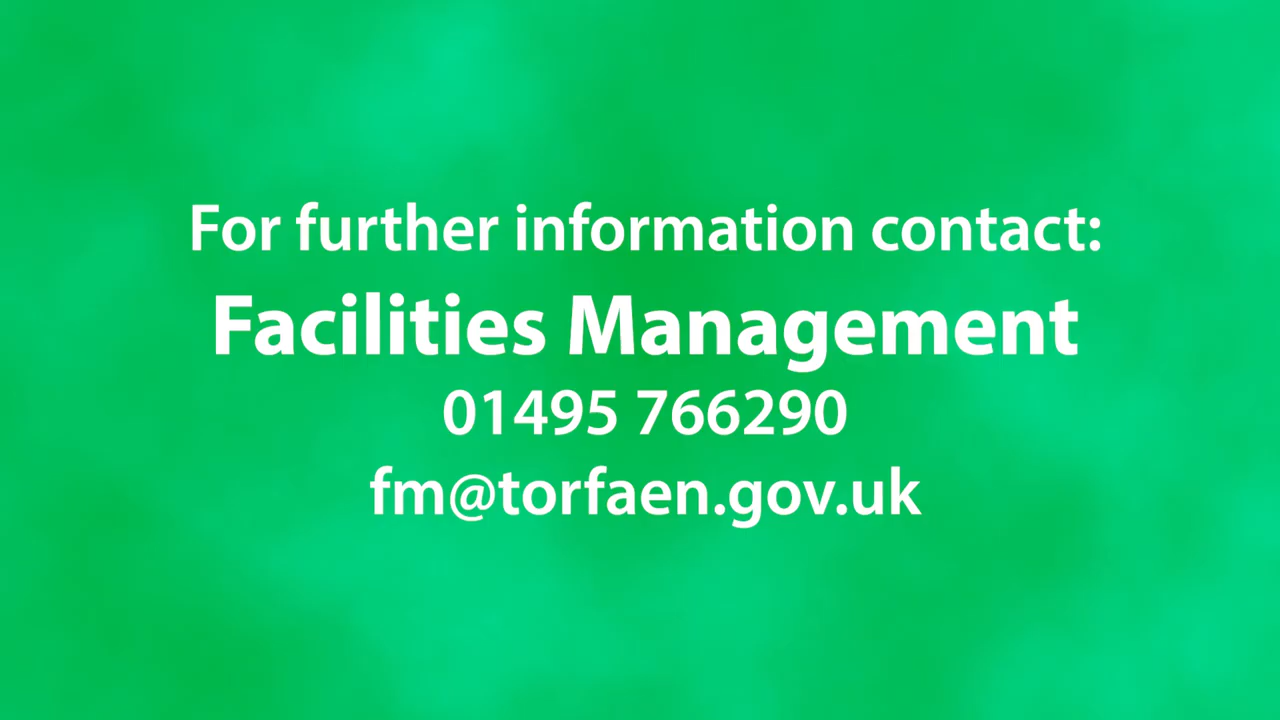 For further information contact:
Facilities Management
01495 766290
fm@torfaen.gov.uk